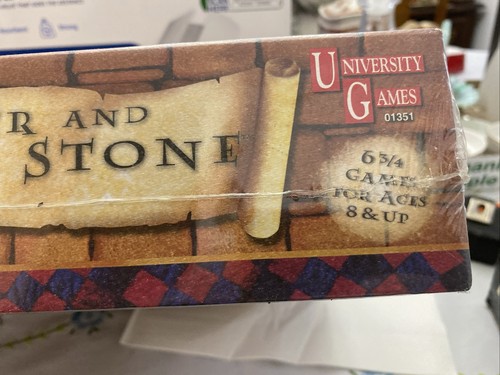 R AND
STONE
UNIVERSITY
GAMES
01351
6 3/4
GAMES
FOR AGES
8 & UP